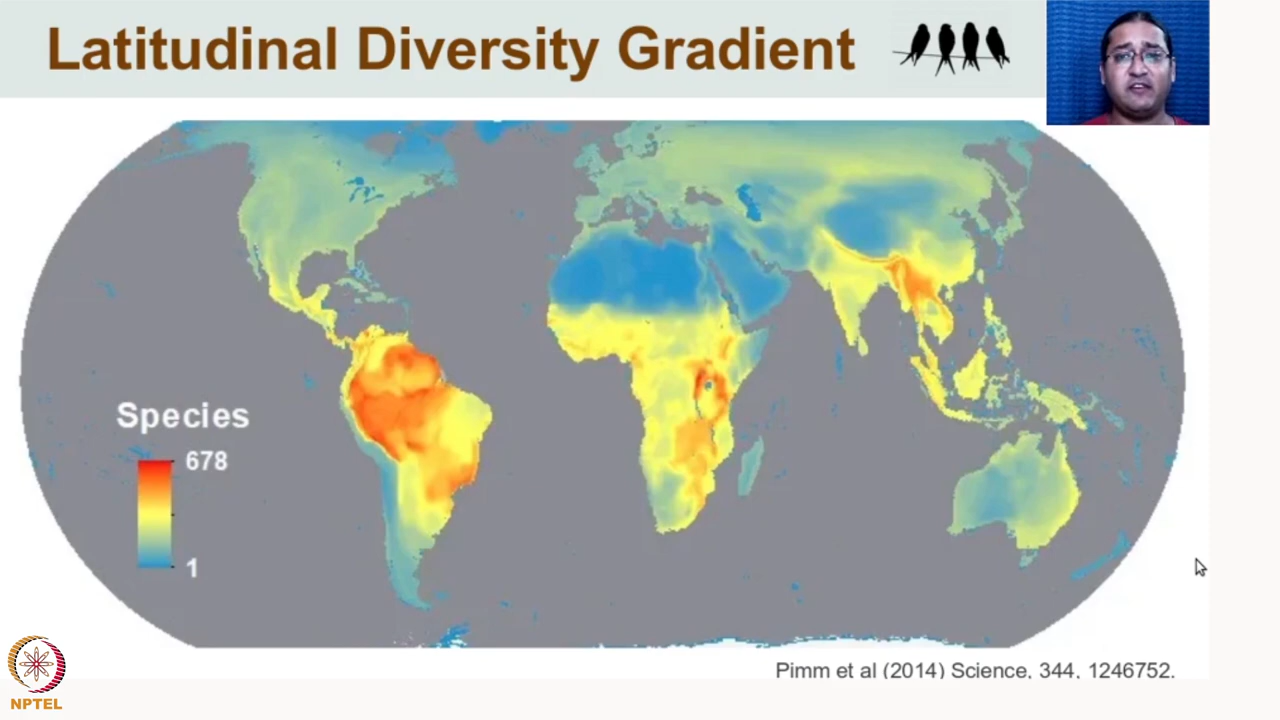 Latitudinal Diversity Gradient
Species
678
1
Pimm et al (2014) Science, 344, 1246752.
NPTEL